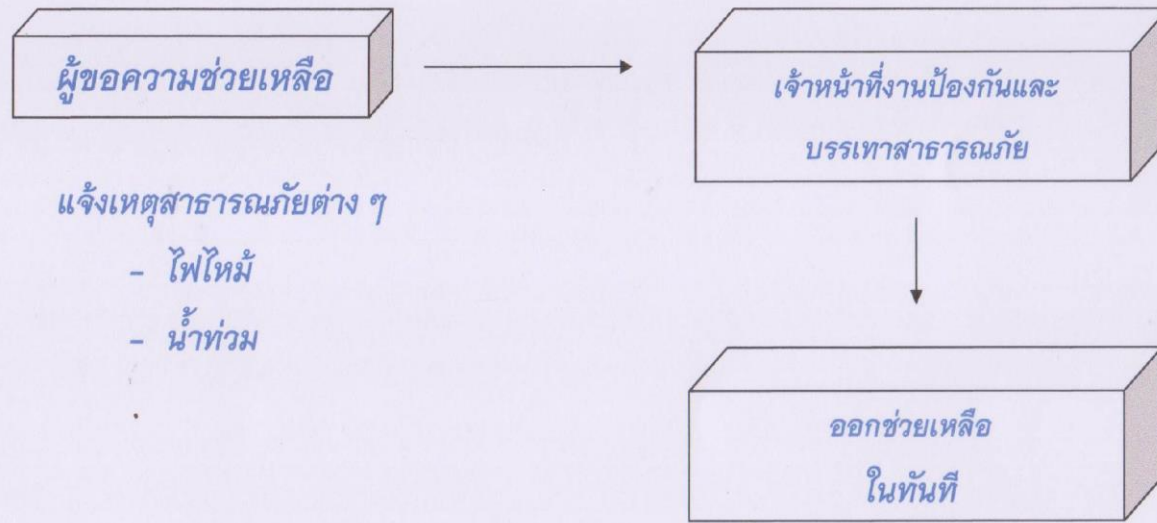 ผู้ขอความช่วยเหลือ
แจ้งเหตุสาธารณภัยต่าง ๆ
- ไฟไหม้
- น้ำท่วม
เจ้าหน้าที่งานป้องกันและ
บรรเทาสาธารณภัย
ออกช่วยเหลือ
ในทันที